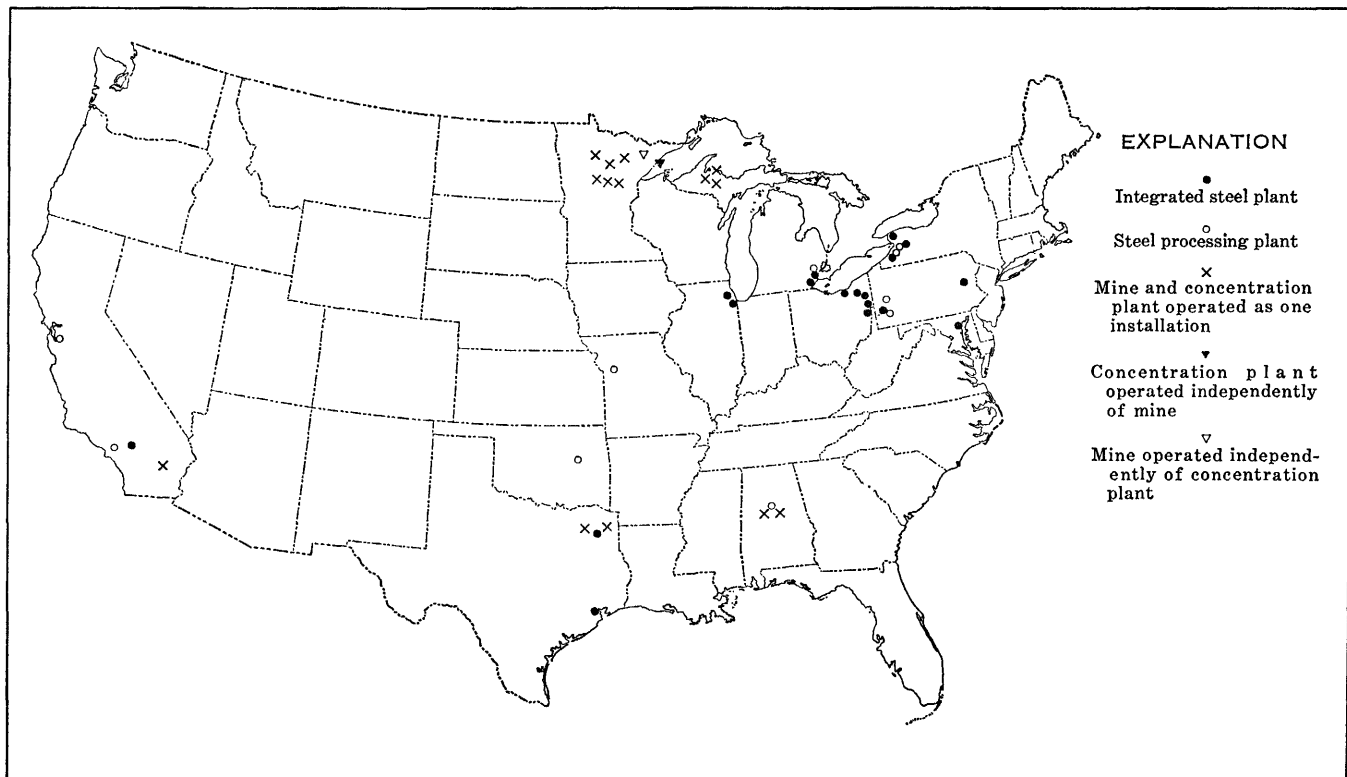 EXPLANATION
Integrated steel plant
Steel processing plant
Mine and concentration
plant operated as one
installation
Concentration plant
operated independently
of mine
Mine operated independ-
ently of concentration
plant